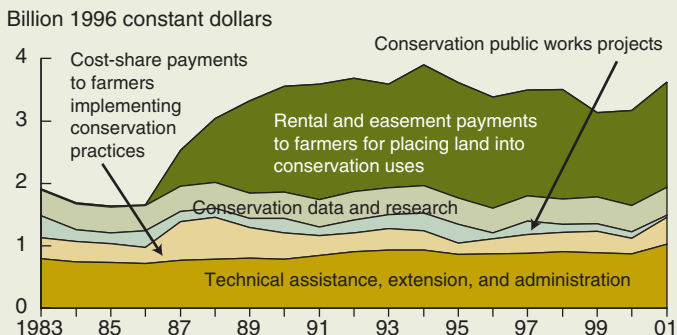 Billion 1996 constant dollars
4
3
2
1
0
Cost-share payments
to farmers
implementing
conservation
practices
Conservation public works projects
Rental and easement payments
to farmers for placing land into
conservation uses
Conservation data and research
Technical assistance, extension, and administration
1983 85 87 89 91 93 95 97 99 01